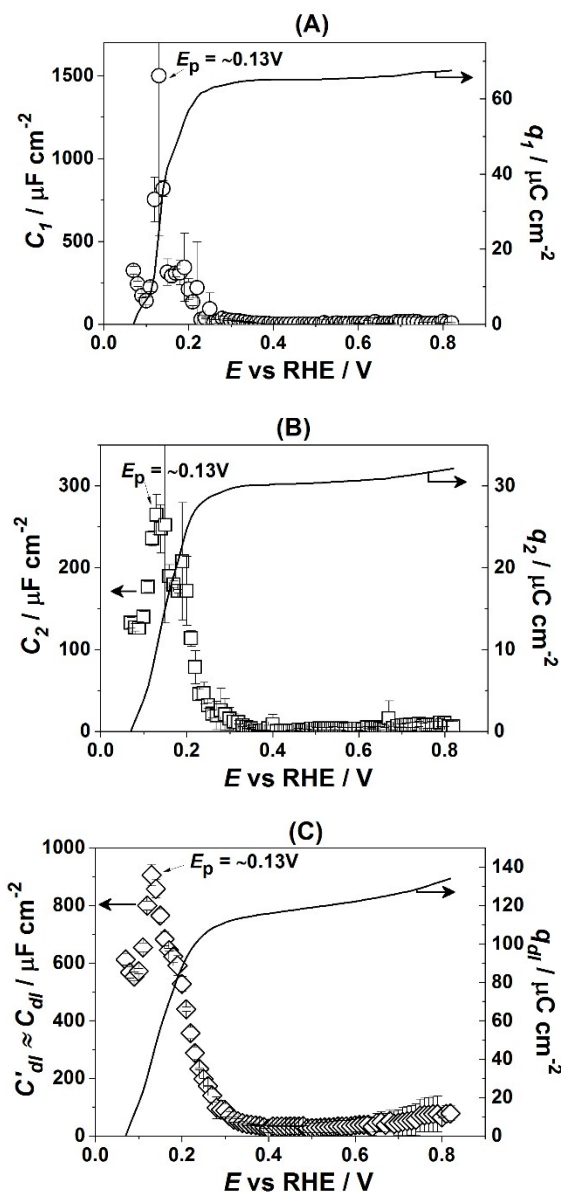 (A)
Eₚ = ~0.13V
1500
1000
500
0
60
40
20
0
C₁ / μF cm⁻²
q₁ / μC cm⁻²
0.0 0.2 0.4 0.6 0.8
E vs RHE / V
(B)
Eₚ = ~0.13V
300
200
100
0
30
20
10
0
C₂ / μF cm⁻²
q₂ / μC cm⁻²
0.0 0.2 0.4 0.6 0.8
E vs RHE / V
(C)
Eₚ = ~0.13V
1000
800
600
400
200
0
140
120
100
80
60
40
20
0
C'dl ≈ Cdl / μF cm⁻²
qdl / μC cm⁻²
0.0 0.2 0.4 0.6 0.8
E vs RHE / V